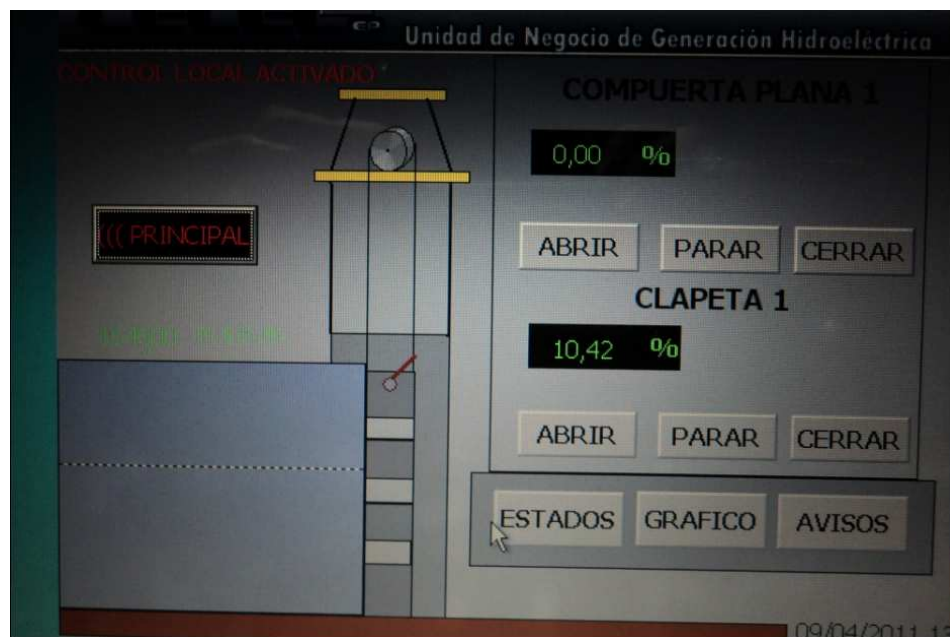 EP Unidad de Negocio de Generación Hidroeléctrica
CONTROL LOCAL ACTIVADO
COMPUERTA PLANA 1
0,00 %
((( PRINCIPAL
ABRIR PARAR CERRAR
CLAPETA 1
10,42 %
ABRIR PARAR CERRAR
ESTADOS GRAFICO AVISOS
09/04/2011